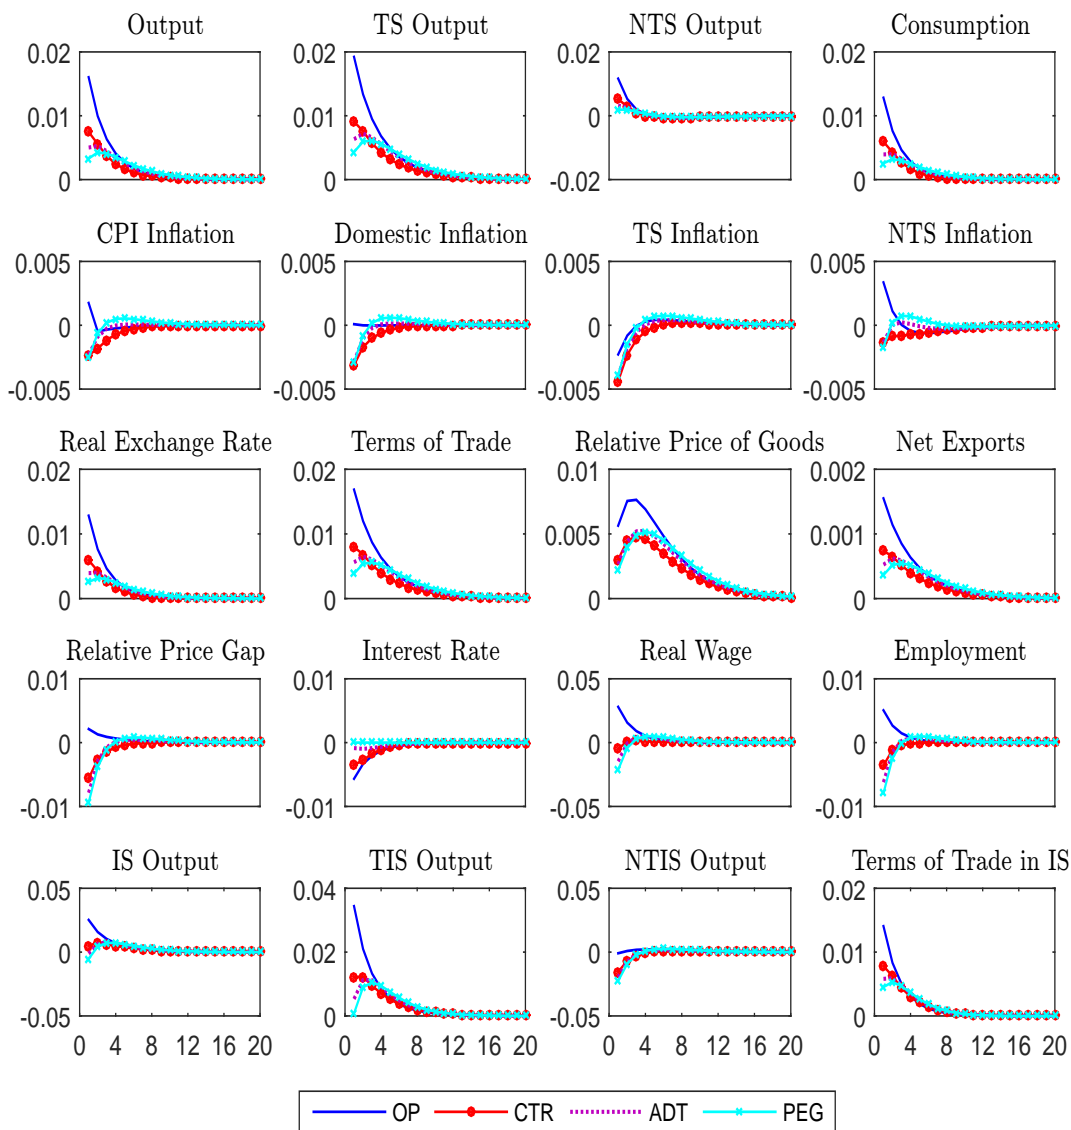 Output TS Output NTS Output Consumption
0.02 0.02 0.02 0.02
0.01 0.01 0 0.01
0 0 -0.02 0
CPI Inflation Domestic Inflation TS Inflation NTS Inflation
0.005 0.005 0.005 0.005
0 0 0 0
-0.005 -0.005 -0.005 -0.005
Real Exchange Rate Terms of Trade Relative Price of Goods Net Exports
0.02 0.02 0.01 0.002
0.01 0.01 0.005 0.001
0 0 0 0
Relative Price Gap Interest Rate Real Wage Employment
0.01 0.01 0.05 0.01
0 0 0 0
-0.01 -0.01 -0.05 -0.01
IS Output TIS Output NTIS Output Terms of Trade in IS
0.05 0.04 0.05 0.02
0 0.02 0 0.01
-0.05 0 -0.05 0
0 4 8 12 16 20 0 4 8 12 16 20 0 4 8 12 16 20 0 4 8 12 16 20
OP CTR ADT PEG